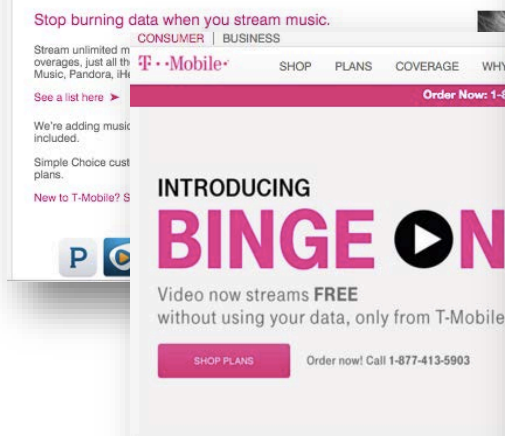 Stop burning data when you stream music.
Stream unlimited m
overages, just all th
Music, Pandora, iHe
See a list here ➤
We're adding music
included.
Simple Choice cust
plans.
New to T-Mobile? S
P
CONSUMER | BUSINESS
T··Mobile·
SHOP PLANS COVERAGE WHY
Order Now: 1-8
INTRODUCING
BINGE ON
Video now streams FREE
without using your data, only from T-Mobile
SHOP PLANS
Order now! Call 1-877-413-5903